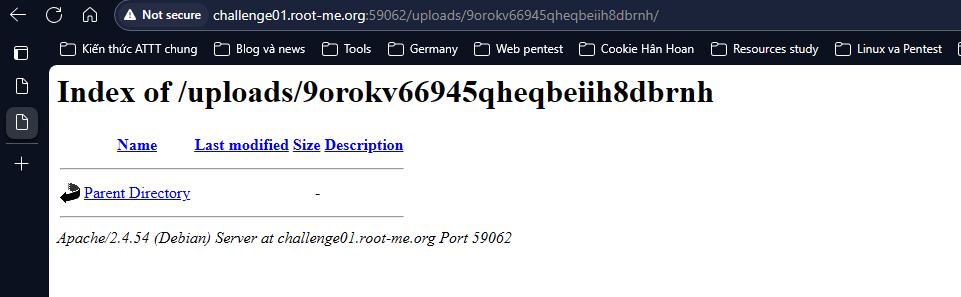 Not secure challenge01.root-me.org:59062/uploads/9orokv66945qheqbeiih8dbrnh/
Kiến thức ATTT chung Blog và news Tools Germany Web pentest Cookie Hân Hoan Resources study Linux va Pentest
Index of /uploads/9orokv66945qheqbeiih8dbrnh
Name Last modified Size Description
Parent Directory -
Apache/2.4.54 (Debian) Server at challenge01.root-me.org Port 59062